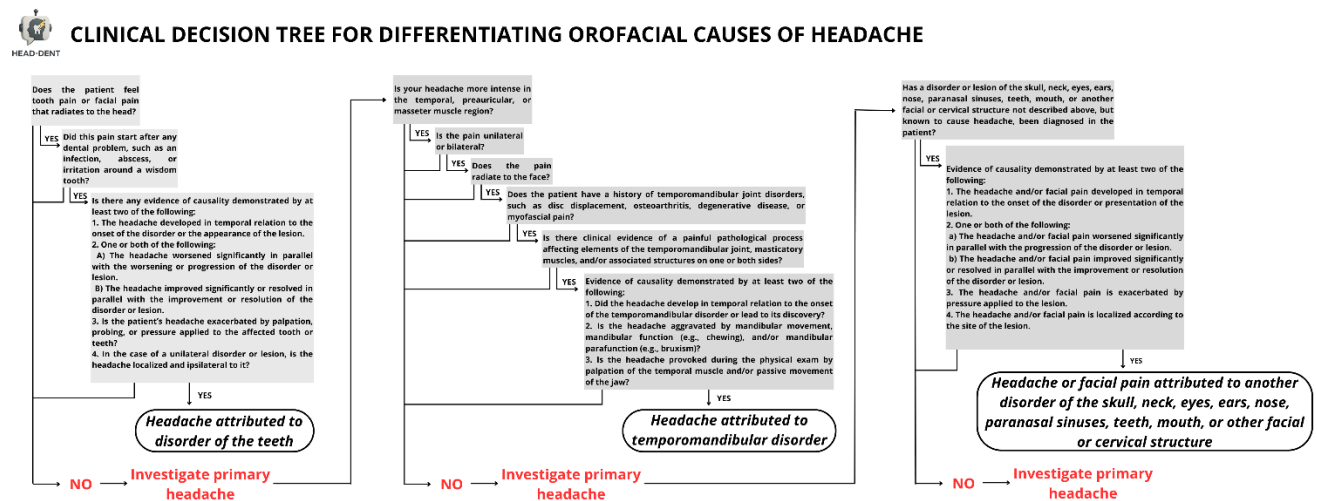 HEAD-DENT
CLINICAL DECISION TREE FOR DIFFERENTIATING OROFACIAL CAUSES OF HEADACHE
Does the patient feel
tooth pain or facial pain
that radiates to the head?
YES
Did this pain start after any
dental problem, such as an
infection, abscess, or
irritation around a wisdom
tooth?
YES
Is there any evidence of causality demonstrated by at
least two of the following:
1. The headache developed in temporal relation to the
onset of the disorder or the appearance of the lesion.
2. One or both of the following:
A) The headache worsened significantly in parallel
with the worsening or progression of the disorder or
lesion.
B) The headache improved significantly or resolved in
parallel with the improvement or resolution of the
disorder or lesion.
3. Is the patient's headache exacerbated by palpation,
probing, or pressure applied to the affected tooth or
teeth?
4. In the case of a unilateral disorder or lesion, is the
headache localized and ipsilateral to it?
YES
Headache attributed to
disorder of the teeth
NO
Investigate primary
headache
Is your headache more intense in
the temporal, preauricular, or
masseter muscle region?
YES
Is the pain unilateral
or bilateral?
YES
Does the pain
radiate to the face?
YES
Does the patient have a history of temporomandibular joint disorders,
such as disc displacement, osteoarthritis, degenerative disease, or
myofascial pain?
YES
Is there clinical evidence of a painful pathological process
affecting elements of the temporomandibular joint, masticatory
muscles, and/or associated structures on one or both sides?
YES
Evidence of causality demonstrated by at least two of the
following:
1. Did the headache develop in temporal relation to the onset
of the temporomandibular disorder or lead to its discovery?
2. Is the headache aggravated by mandibular movement,
mandibular function (e.g., chewing), and/or mandibular
parafunction (e.g., bruxism)?
3. Is the headache provoked during the physical exam by
palpation of the temporal muscle and/or passive movement
of the jaw?
YES
Headache attributed to
temporomandibular disorder
NO
Investigate primary
headache
Has a disorder or lesion of the skull, neck, eyes, ears,
nose, paranasal sinuses, teeth, mouth, or another
facial or cervical structure not described above, but
known to cause headache, been diagnosed in the
patient?
YES
Evidence of causality demonstrated by at least two of the
following:
1. The headache and/or facial pain developed in temporal
relation to the onset of the disorder or presentation of the
lesion.
2. One or both of the following:
a) The headache and/or facial pain worsened significantly
in parallel with the progression of the disorder or lesion.
b) The headache and/or facial pain improved significantly
or resolved in parallel with the improvement or resolution
of the disorder or lesion.
3. The headache and/or facial pain is exacerbated by
pressure applied to the lesion.
4. The headache and/or facial pain is localized according to
the site of the lesion.
YES
Headache or facial pain attributed to another
disorder of the skull, neck, eyes, ears, nose,
paranasal sinuses, teeth, mouth, or other facial
or cervical structure
NO
Investigate primary
headache